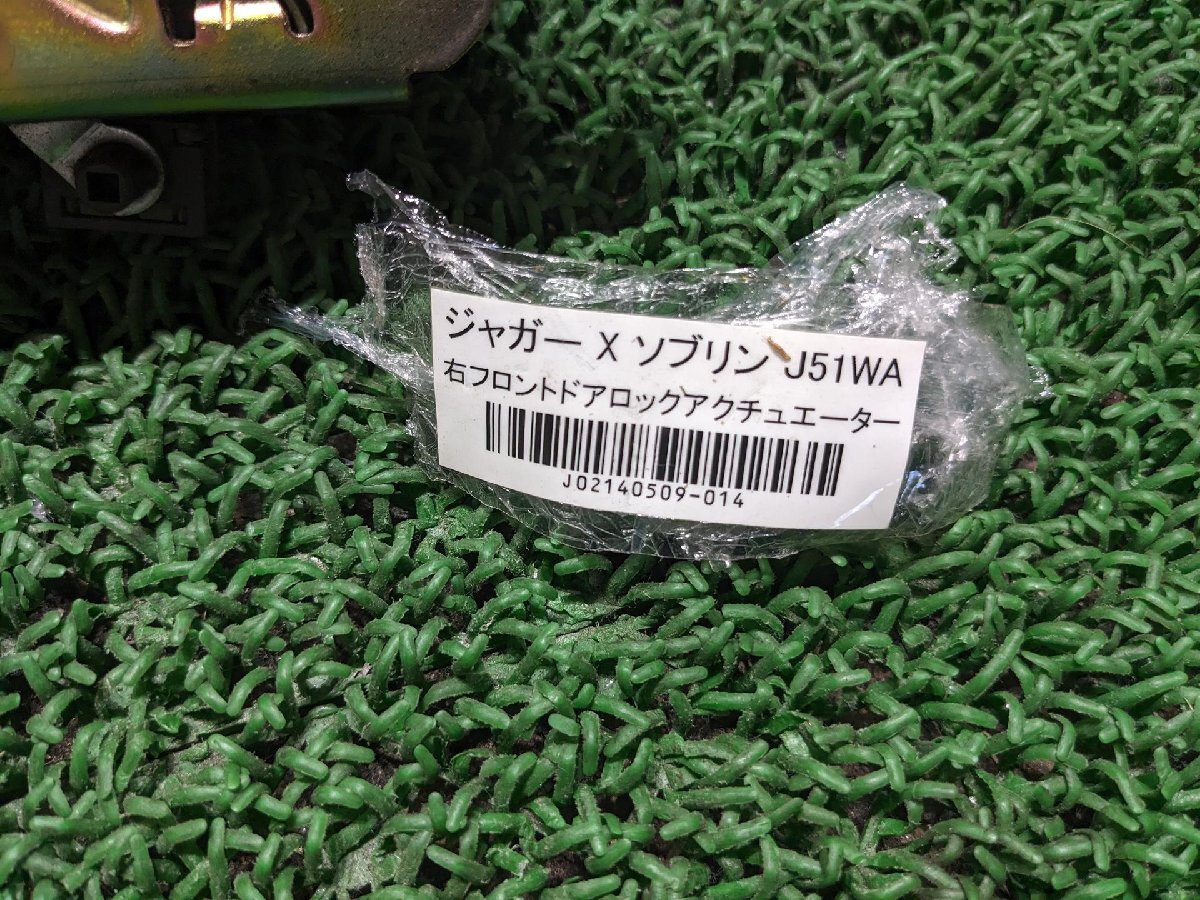 ジャガー X ソブリン J51WA
右フロントドアロックアクチュエーター
J02140509-014